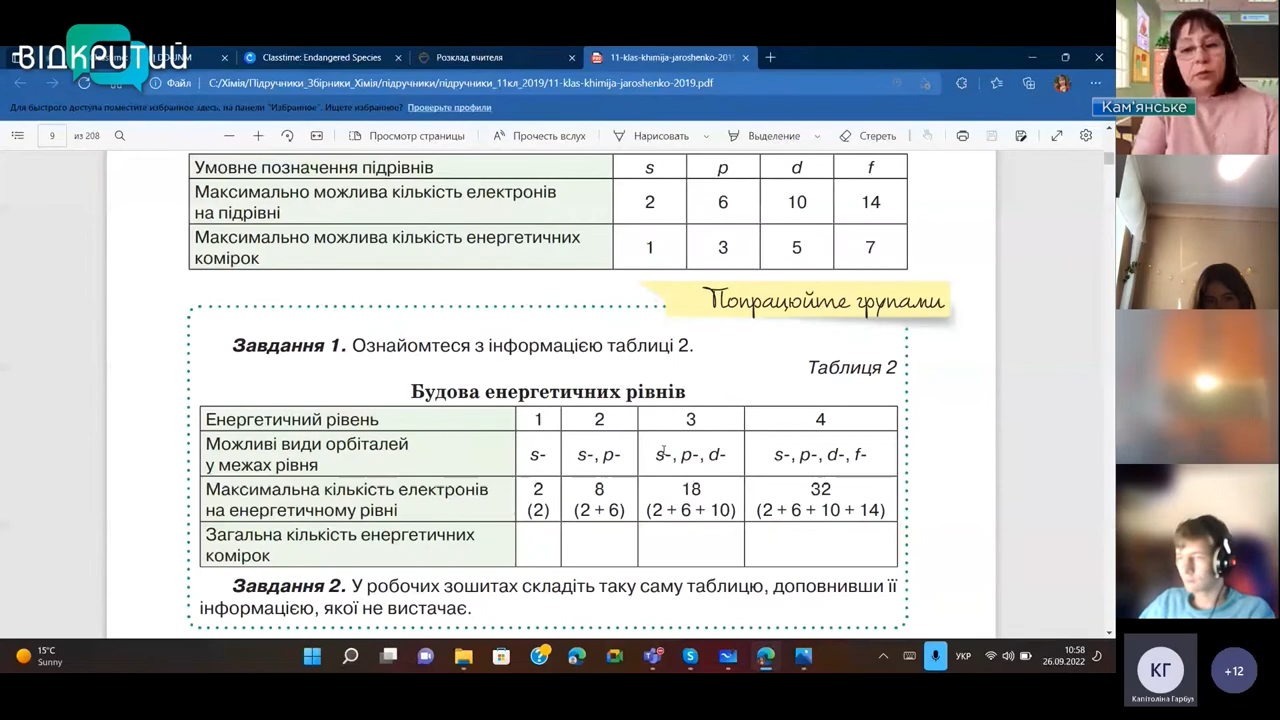 ВІДКРИТИЙ
Classtime: Endangered Species
Розклад вчителя
11-klas-khimija-jaroshenko-2019
Файл
C:/Хімія/Підручники_Збірники_Хімія/підручники/підручники_11кл_2019/11-klas-khimija-jaroshenko-2019.pdf
Кам'янське
Для быстрого доступа поместите избранное здесь, на панели "Избранное". Ищете избранное? Проверьте профили
9 из 208
Просмотр страницы
Прочесть вслух
Нарисовать
Выделение
Стереть
Умовне позначення підрівнів s p d f
Максимально можлива кількість електронів
на підрівні 2 6 10 14
Максимально можлива кількість енергетичних
комірок 1 3 5 7
Попрацюйте групами
Завдання 1. Ознайомтеся з інформацією таблиці 2.
Таблиця 2
Будова енергетичних рівнів
Енергетичний рівень 1 2 3 4
Можливі види орбіталей
у межах рівня s- s-, p- s-, p-, d- s-, p-, d-, f-
Максимальна кількість електронів 2 8 18 32
на енергетичному рівні (2) (2 + 6) (2 + 6 + 10) (2 + 6 + 10 + 14)
Загальна кількість енергетичних
комірок
Завдання 2. У робочих зошитах складіть таку саму таблицю, доповнивши її
інформацією, якої не вистачає.
15°C
Sunny
УКР
10:58
26.09.2022
КГ
Капітоліна Гарбуз
+12